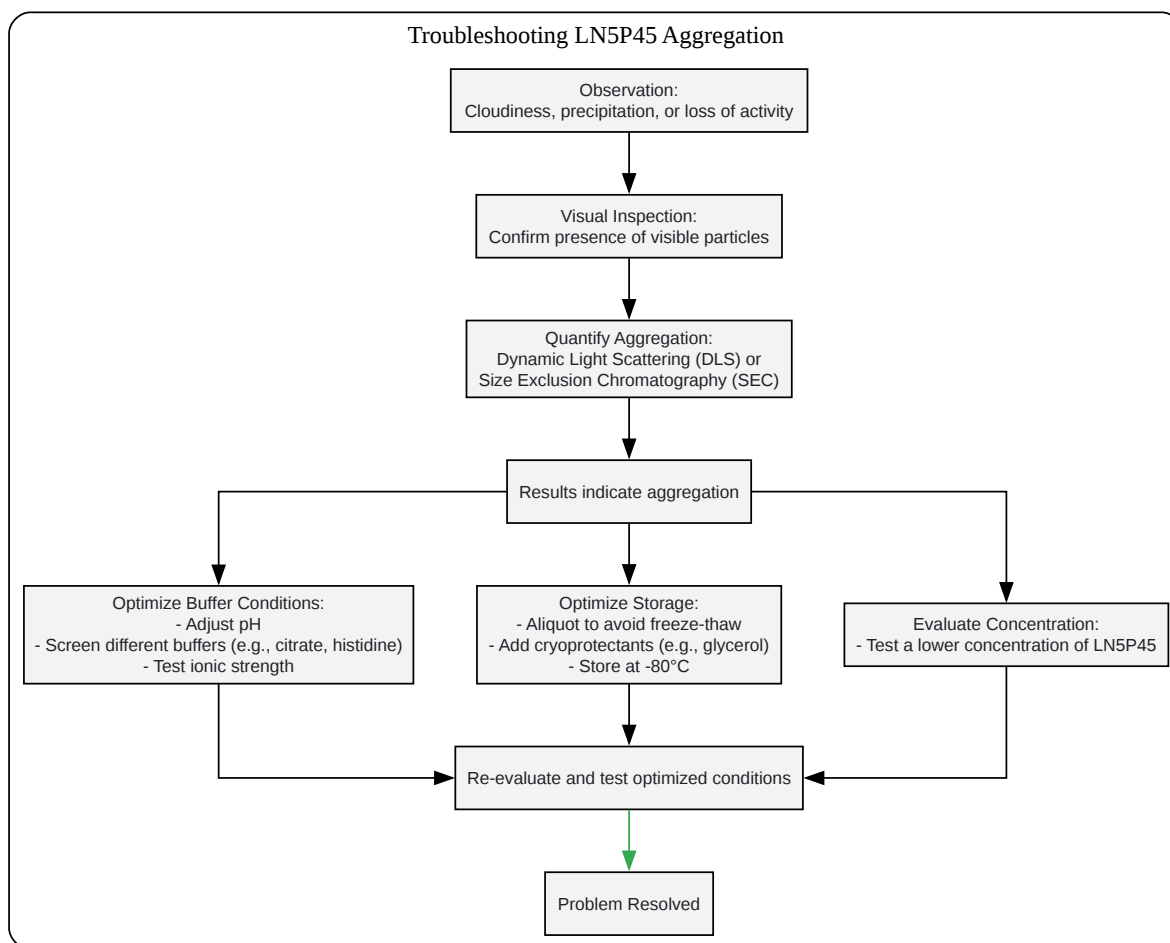 Troubleshooting LN5P45 Aggregation
Observation:
Cloudiness, precipitation, or loss of activity
Visual Inspection:
Confirm presence of visible particles
Quantify Aggregation:
Dynamic Light Scattering (DLS) or
Size Exclusion Chromatography (SEC)
Results indicate aggregation
Optimize Buffer Conditions:
- Adjust pH
- Screen different buffers (e.g., citrate, histidine)
- Test ionic strength
Optimize Storage:
- Aliquot to avoid freeze-thaw
- Add cryoprotectants (e.g., glycerol)
- Store at -80°C
Evaluate Concentration:
- Test a lower concentration of LN5P45
Re-evaluate and test optimized conditions
Problem Resolved